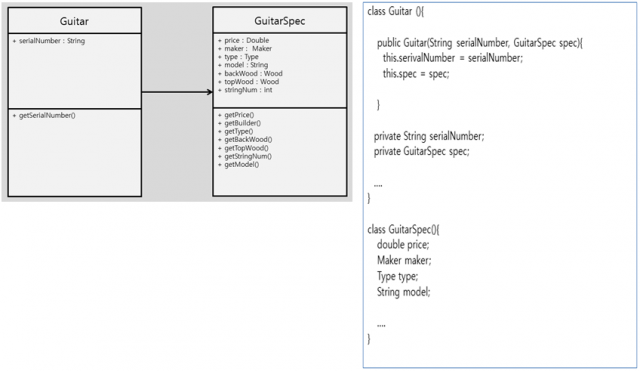 Guitar
+ serialNumber : String
+ getSerialNumber()
GuitarSpec
+ price : Double
+ maker : Maker
+ type : Type
+ model : String
+ backWood : Wood
+ topWood : Wood
+ stringNum : int
+ getPrice()
+ getBuilder()
+ getType()
+ getBackWood()
+ getTopWood()
+ getStringNum()
+ getModel()
class Guitar (){
public Guitar(String serialNumber, GuitarSpec spec){
this.serivalNumber = serialNumber;
this.spec = spec;
}
private String serialNumber;
private GuitarSpec spec;
....
}
class GuitarSpec(){
double price;
Maker maker;
Type type;
String model;
....
}